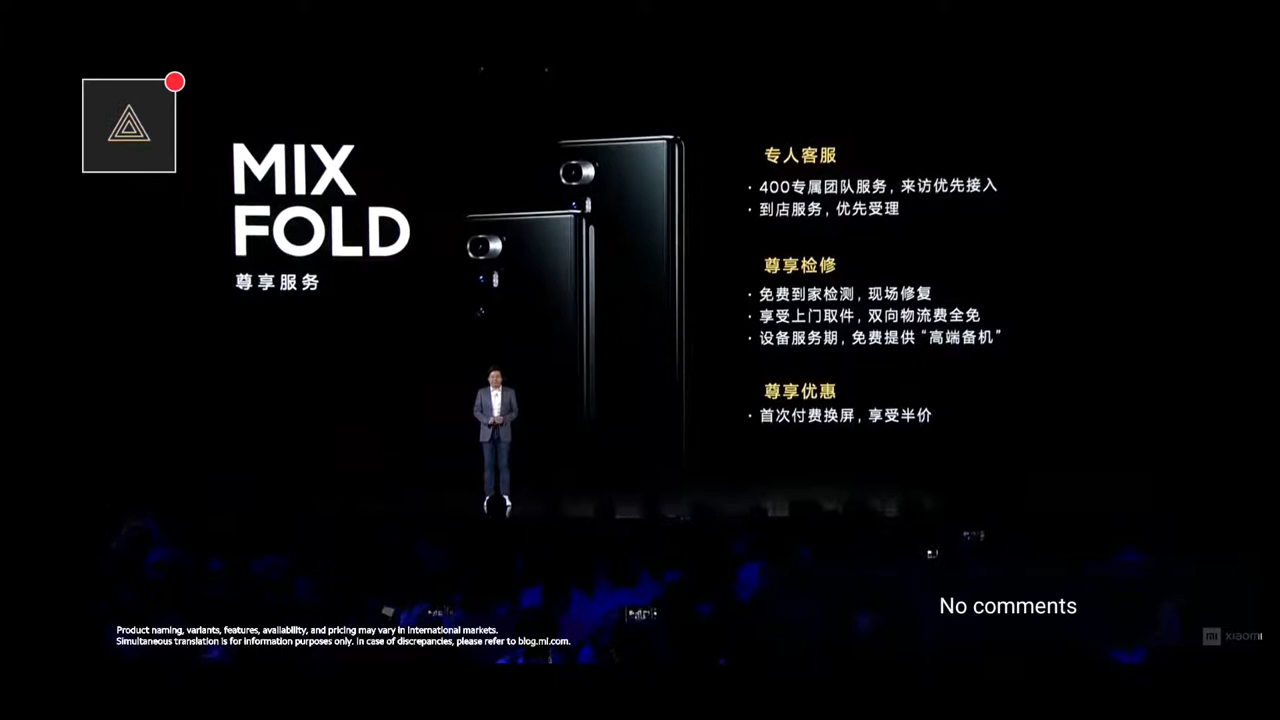 MIX
FOLD
尊享服务
专人客服
· 400专属团队服务，来访优先接入
· 到店服务，优先受理
尊享检修
· 免费到家检测，现场修复
· 享受上门取件，双向物流费全免
· 设备服务期，免费提供“高端备机”
尊享优惠
· 首次付费换屏，享受半价
No comments
Product naming, variants, features, availability, and pricing may vary in international markets.
Simultaneous translation is for information purposes only. In case of discrepancies, please refer to blog.mi.com.
mi xiaomi